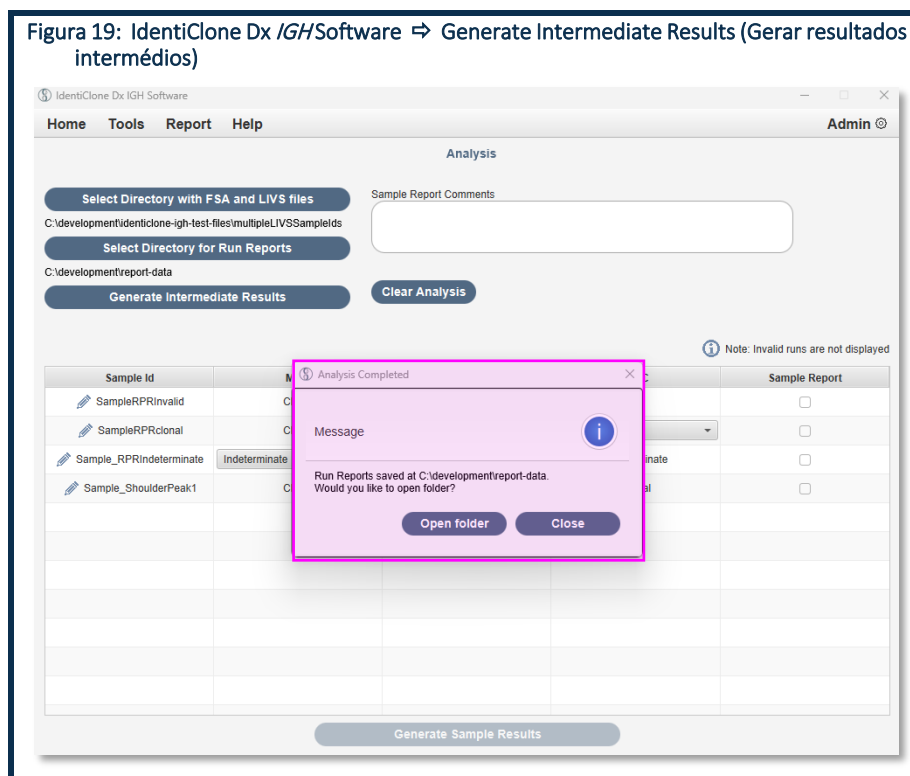 Figura 19: IdentiClone Dx IGH Software ⇨ Generate Intermediate Results (Gerar resultados
intermédios)
IdentiClone Dx IGH Software
Home Tools Report Help Admin
Analysis
Select Directory with FSA and LIVS files
Sample Report Comments
C:\development\identiclone-igh-test-files\multipleLIVSSampleIds
Select Directory for Run Reports
C:\development\report-data
Generate Intermediate Results
Clear Analysis
Note: Invalid runs are not displayed
Sample Id Sample Report
SampleRPRInvalid
SampleRPRclonal
Sample_RPRIndeterminate Indeterminate
Sample_ShoulderPeak1
Analysis Completed
Message
Run Reports saved at C:\development\report-data.
Would you like to open folder?
Open folder Close
Generate Sample Results